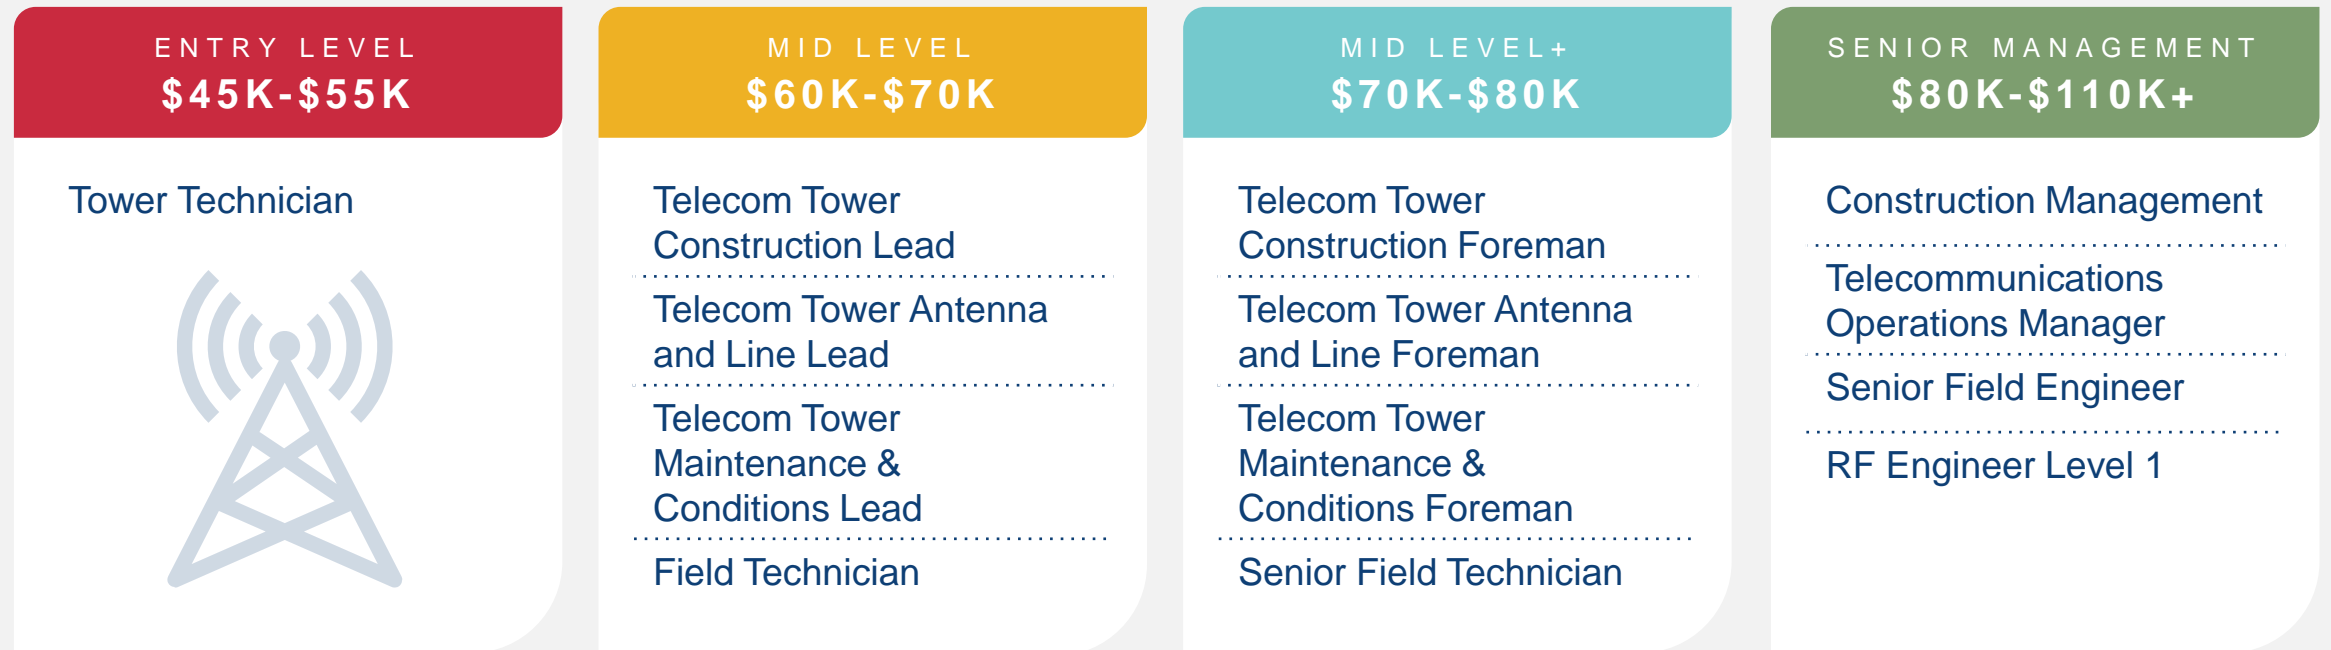 ENTRY LEVEL
$45K-$55K
Tower Technician
MID LEVEL
$60K-$70K
Telecom Tower
Construction Lead
Telecom Tower Antenna
and Line Lead
Telecom Tower
Maintenance &
Conditions Lead
Field Technician
MID LEVEL+
$70K-$80K
Telecom Tower
Construction Foreman
Telecom Tower Antenna
and Line Foreman
Telecom Tower
Maintenance &
Conditions Foreman
Senior Field Technician
SENIOR MANAGEMENT
$80K-$110K+
Construction Management
Telecommunications
Operations Manager
Senior Field Engineer
RF Engineer Level 1